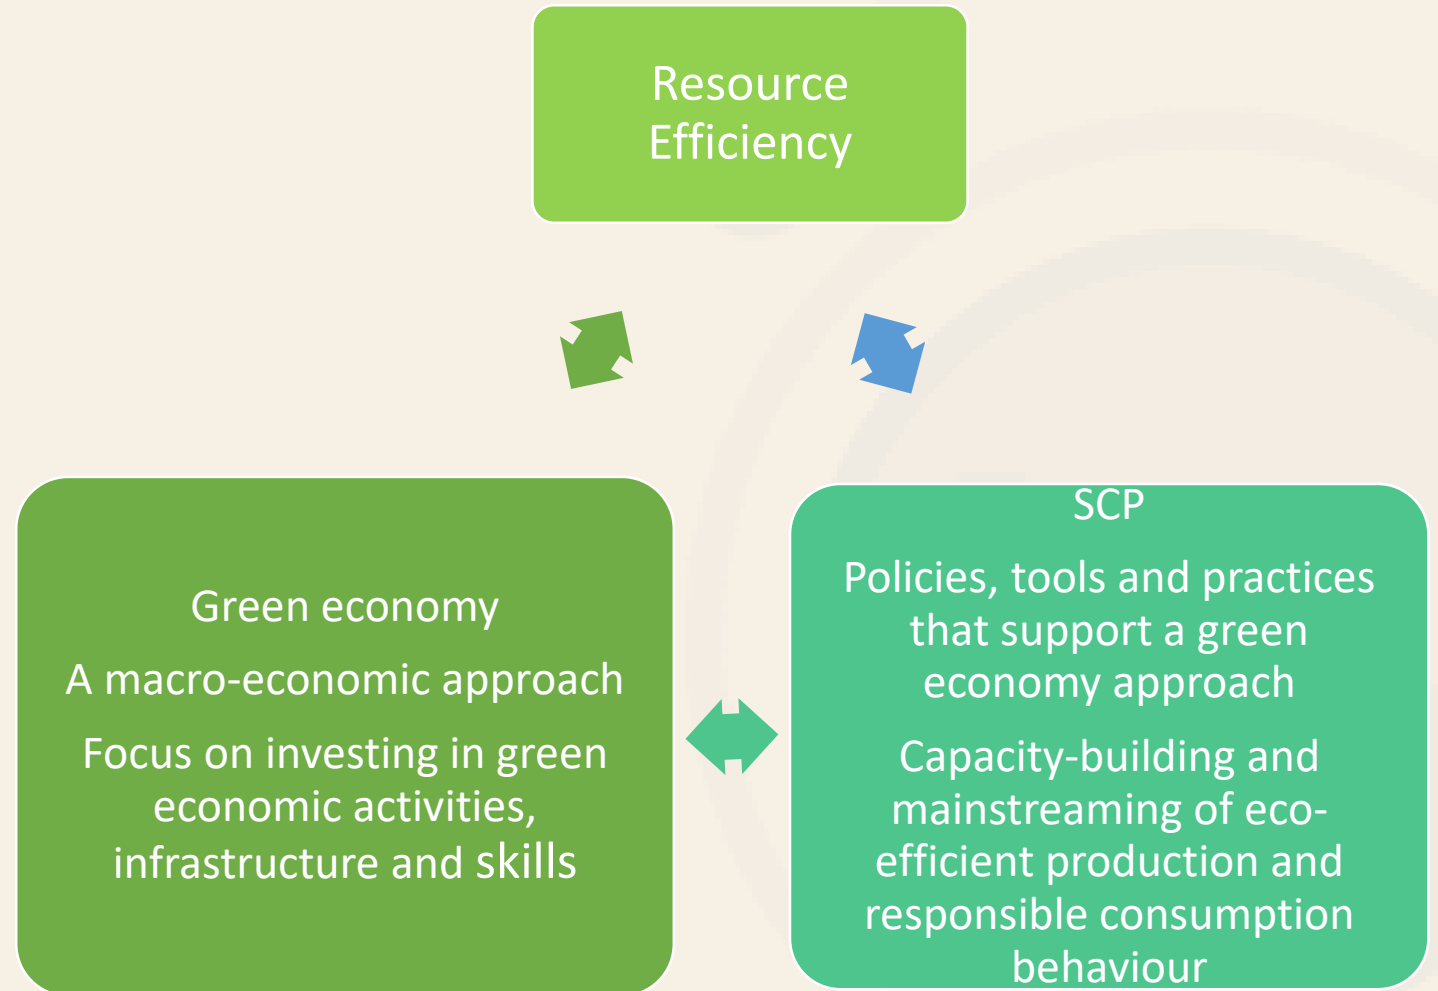 Resource
Efficiency
Green economy
A macro-economic approach
Focus on investing in green
economic activities,
infrastructure and skills
SCP
Policies, tools and practices
that support a green
economy approach
Capacity-building and
mainstreaming of eco-
efficient production and
responsible consumption
behaviour